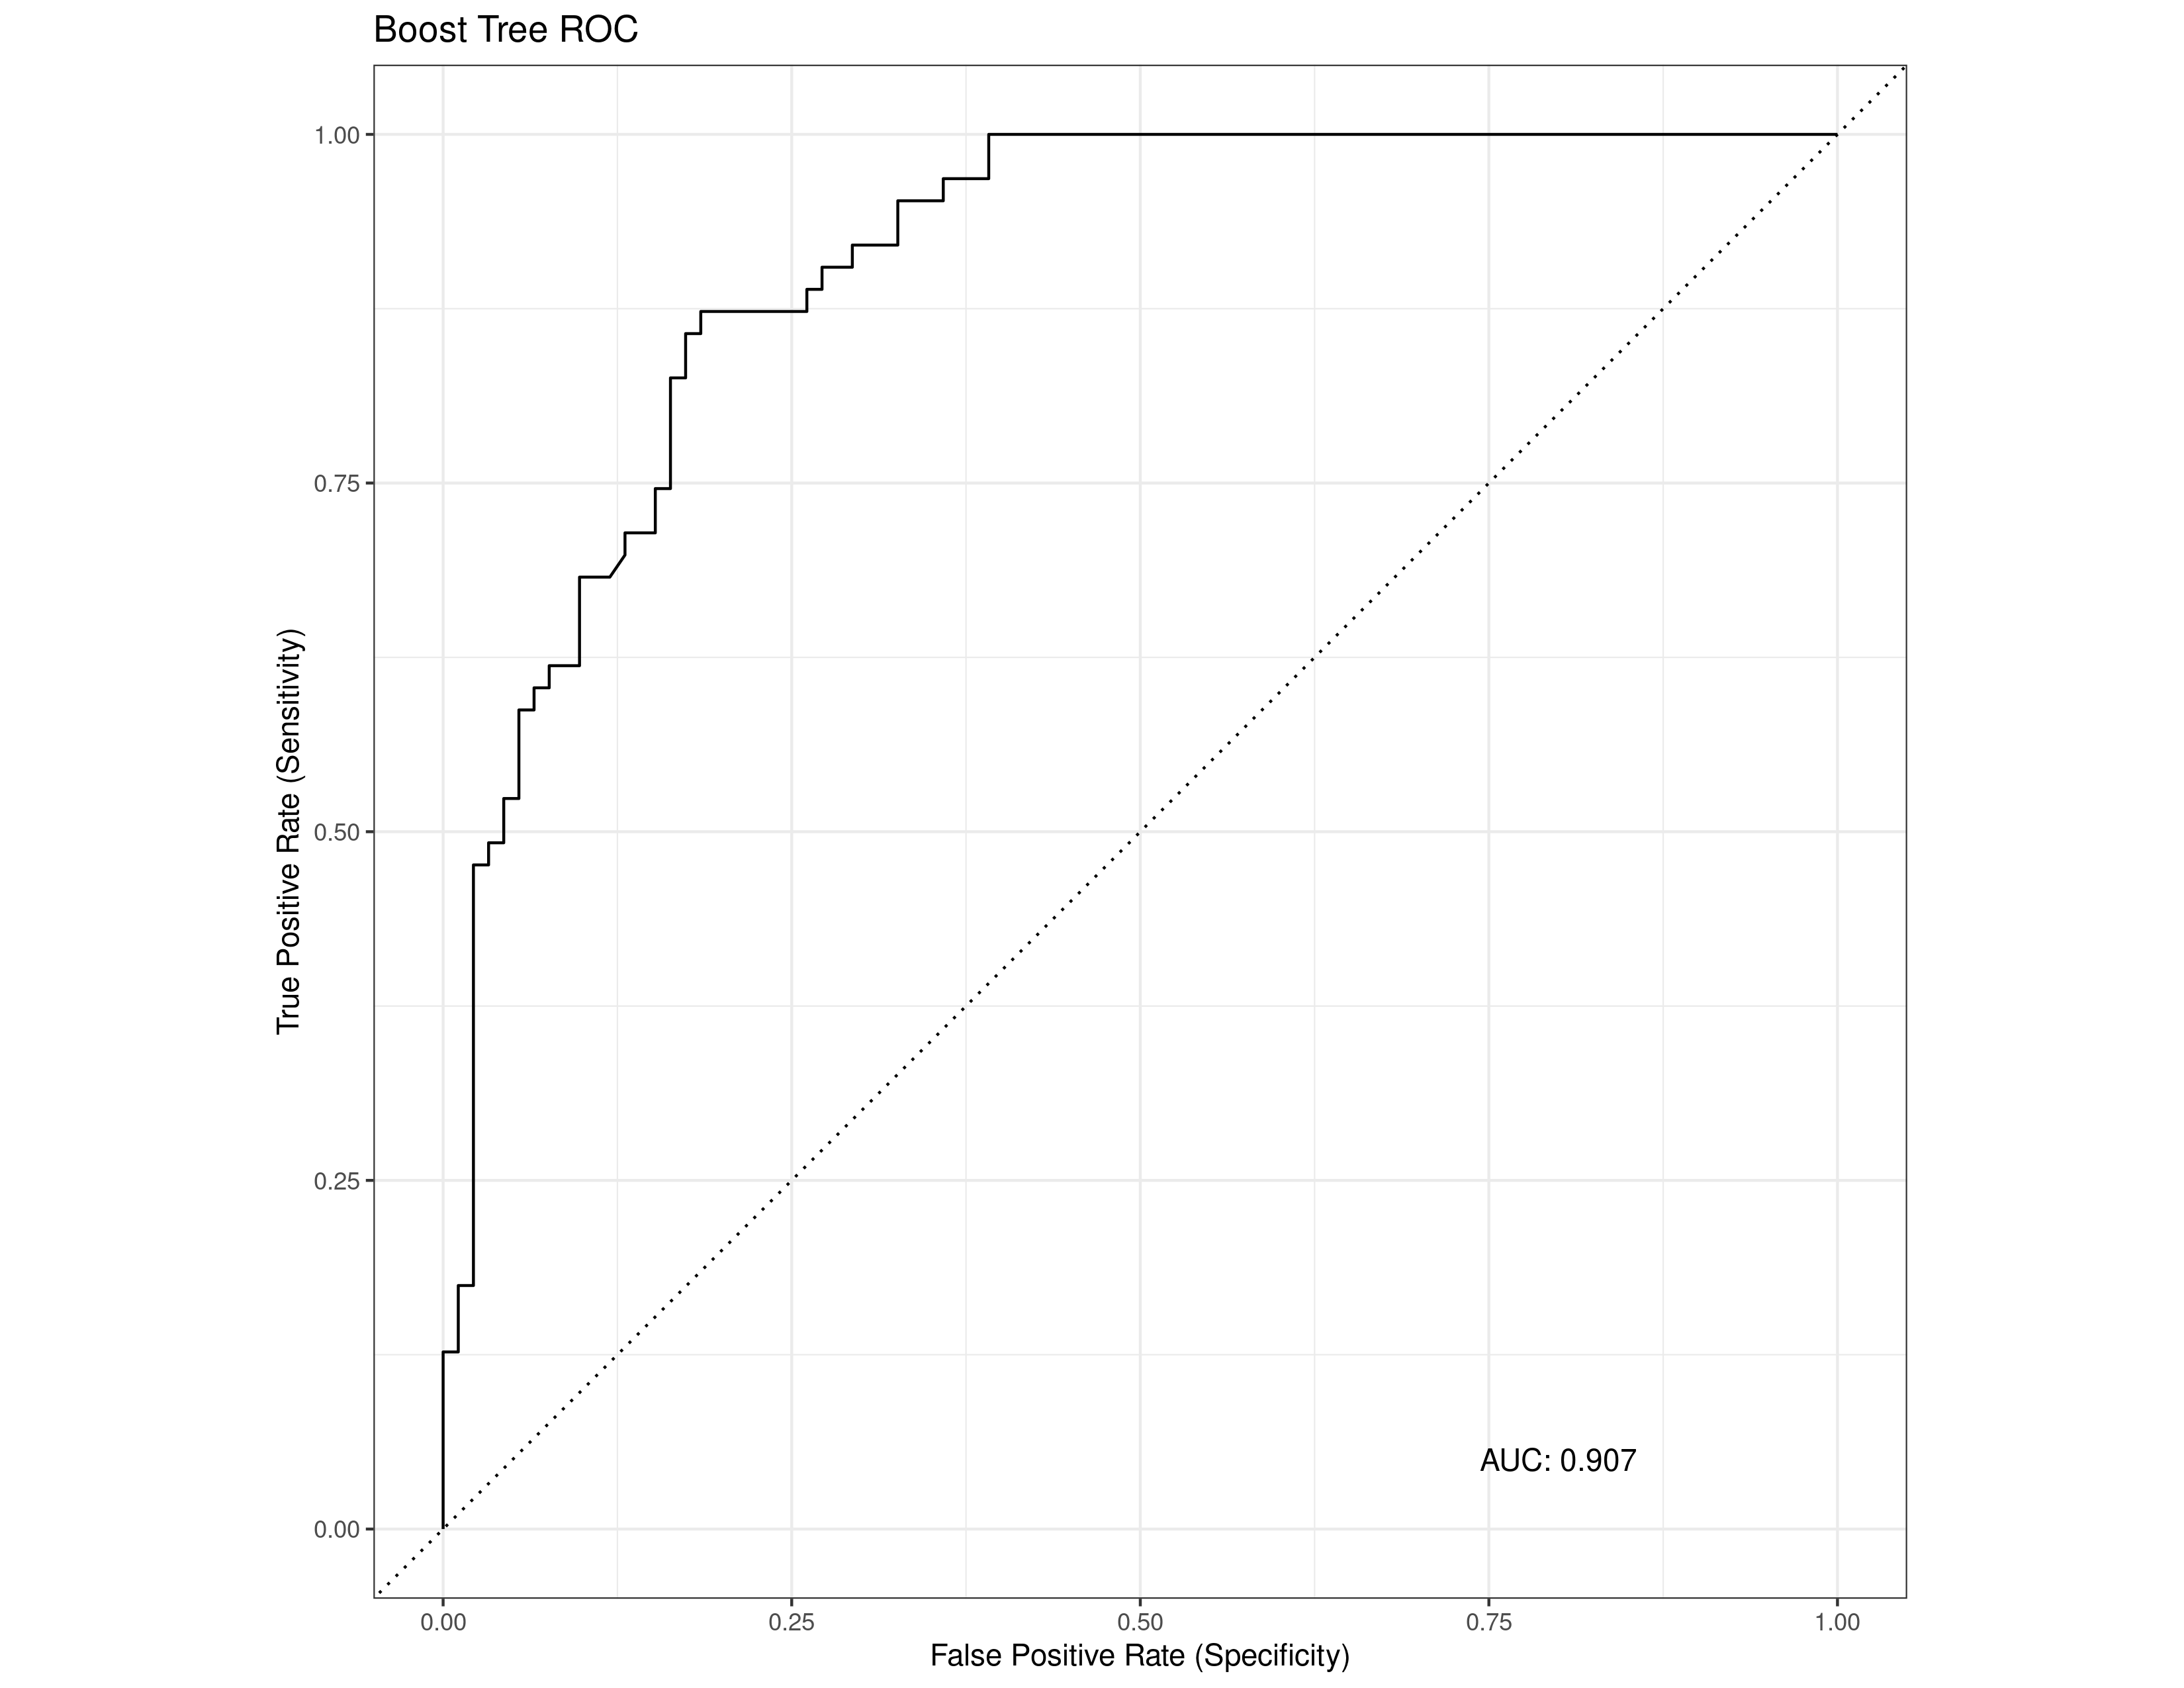 Boost Tree ROC
True Positive Rate (Sensitivity)
1.00
0.75
0.50
0.25
0.00
AUC: 0.907
0.00 0.25 0.50 0.75 1.00
False Positive Rate (Specificity)